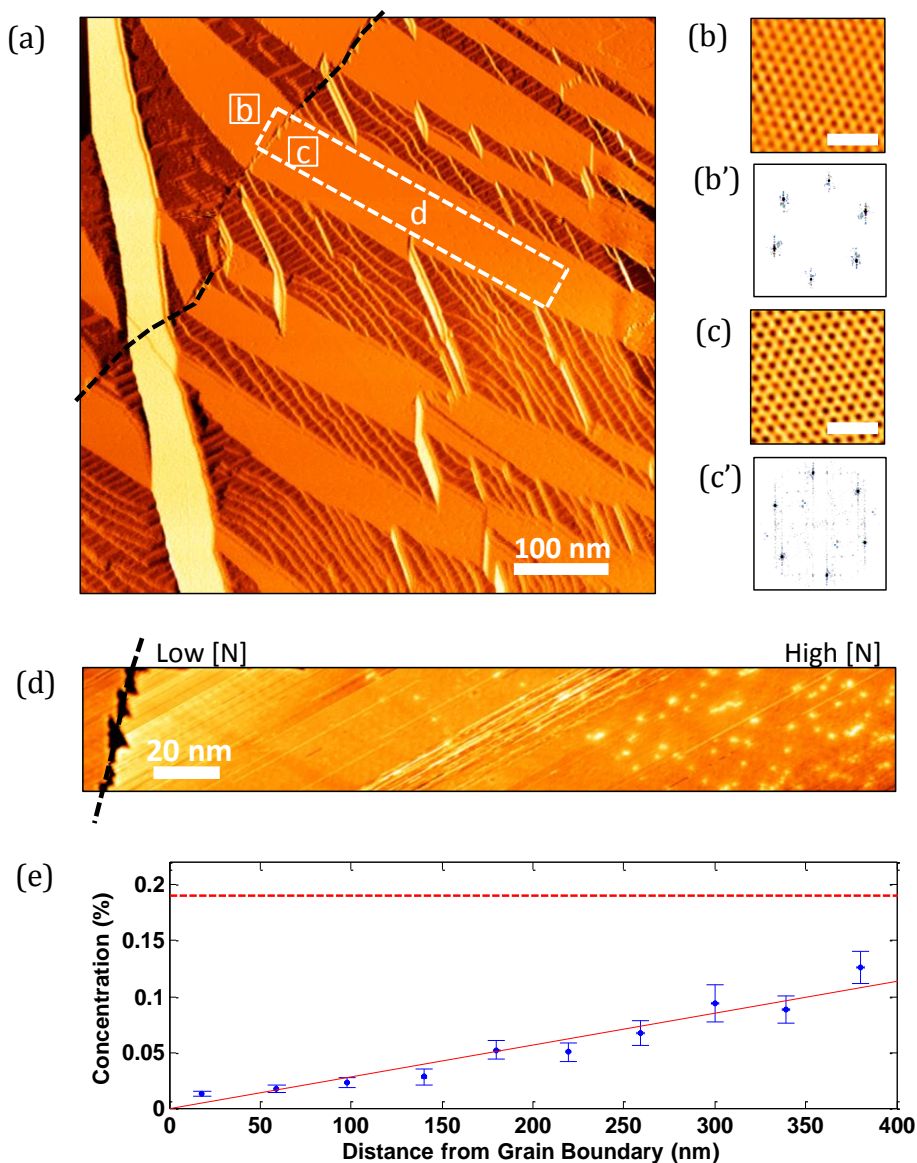 (a)
b
c
d
100 nm
(b)
(b’)
(c)
(c’)
(d)
Low [N]
High [N]
20 nm
(e)
Concentration (%)
0.2
0.15
0.1
0.05
0
0 50 100 150 200 250 300 350 400
Distance from Grain Boundary (nm)